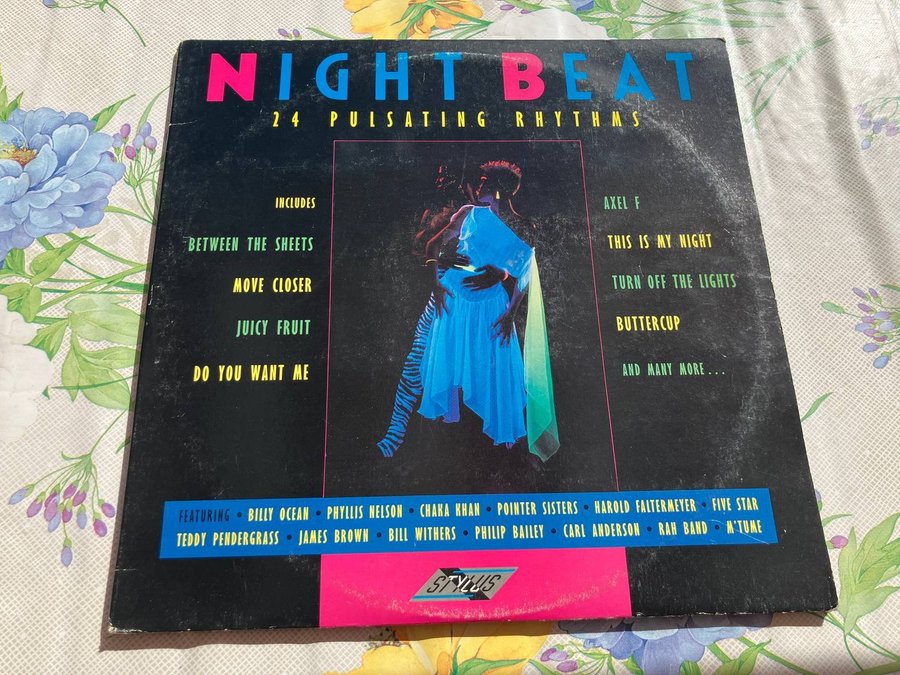 NIGHT BEAT
24 PULSATING RHYTHMS
INCLUDES
BETWEEN THE SHEETS
MOVE CLOSER
JUICY FRUIT
DO YOU WANT ME
AXEL F
THIS IS MY NIGHT
TURN OFF THE LIGHTS
BUTTERCUP
AND MANY MORE...
FEATURING • BILLY OCEAN • PHYLLIS NELSON • CHAKA KHAN • POINTER SISTERS • HAROLD FALTERMEYER • FIVE STAR
TEDDY PENDERGRASS • JAMES BROWN • BILL WITHERS • PHILIP BAILEY • CARL ANDERSON • RAH BAND • M'TUME
STYLUS